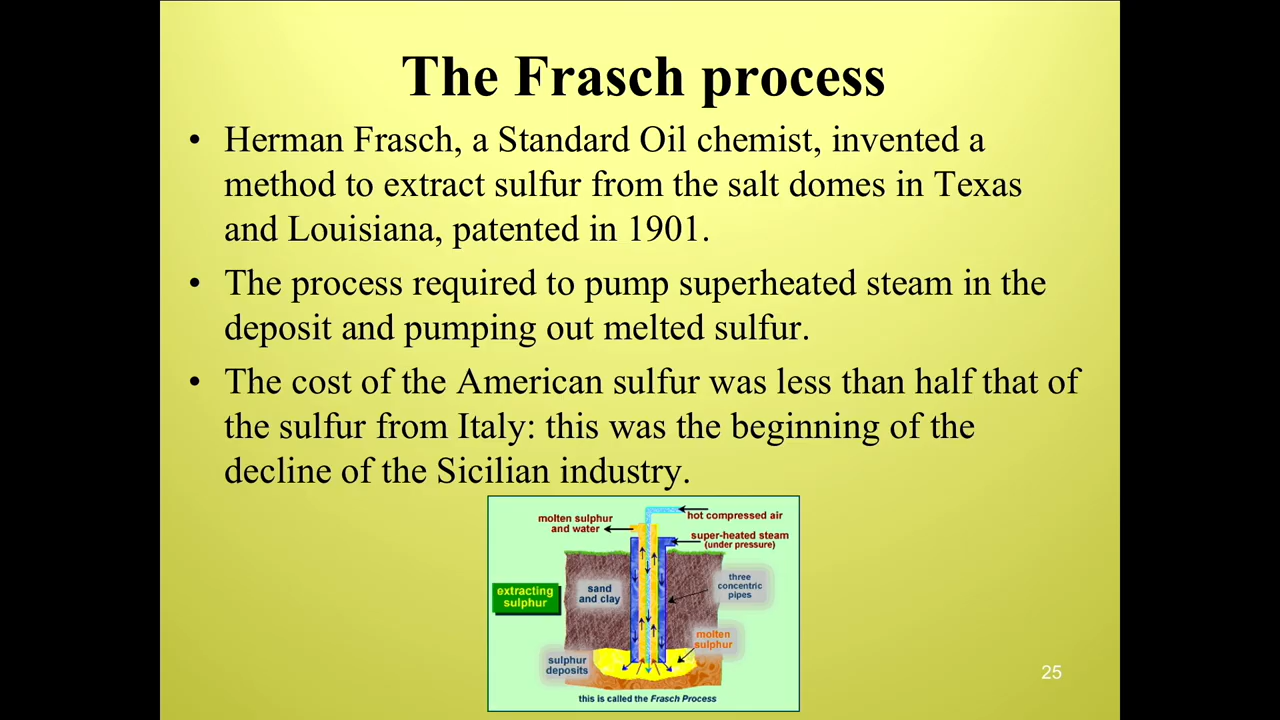 The Frasch process
• Herman Frasch, a Standard Oil chemist, invented a
method to extract sulfur from the salt domes in Texas
and Louisiana, patented in 1901.
• The process required to pump superheated steam in the
deposit and pumping out melted sulfur.
• The cost of the American sulfur was less than half that of
the sulfur from Italy: this was the beginning of the
decline of the Sicilian industry.
molten sulphur
and water
hot compressed air
super-heated steam
(under pressure)
extracting
sulphur
sand
and clay
three
concentric
pipes
molten
sulphur
sulphur
deposits
this is called the Frasch Process
25